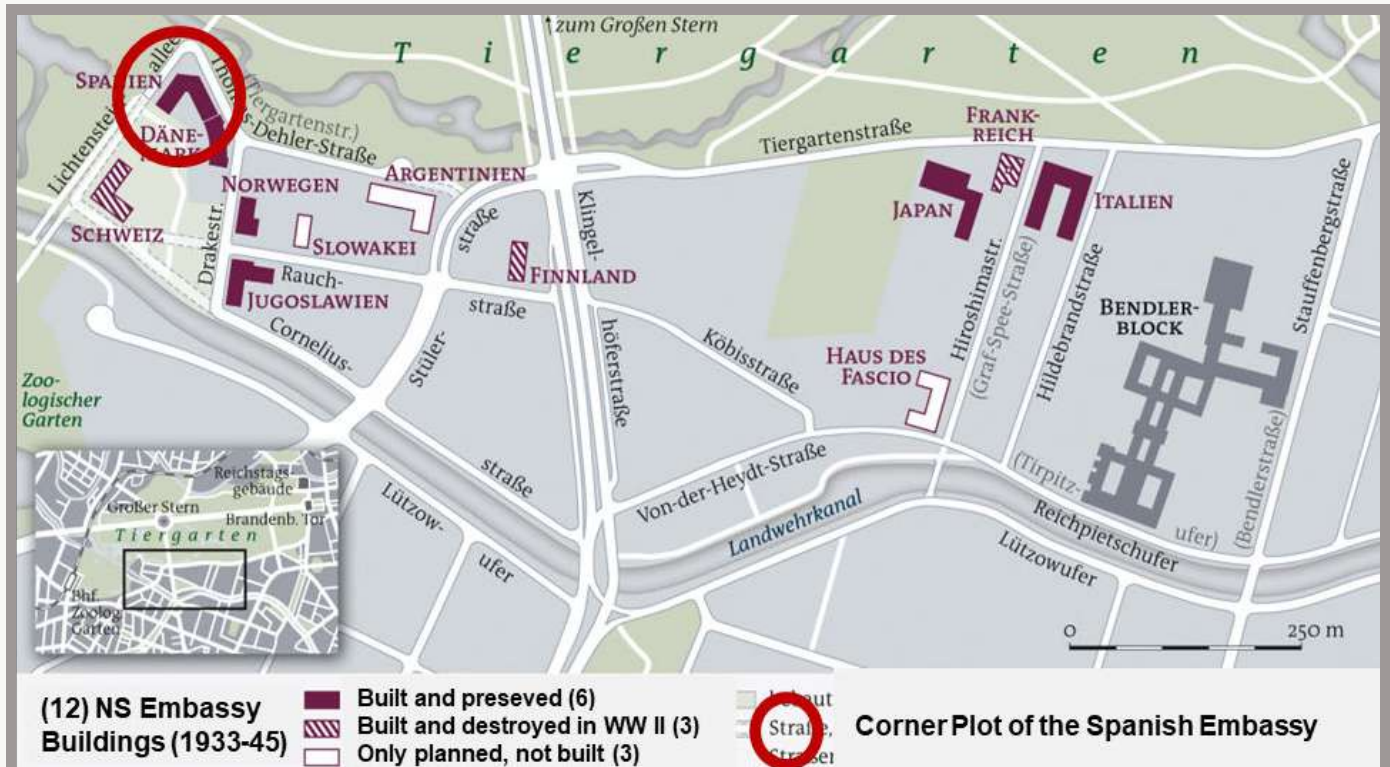 zum Großen Stern
Tiergarten
SPANIEN
allee
Lichtenstein-
Thomas-Dehler-Straße
(Tiergartenstr.)
DÄNE-
MARK
NORWEGEN
ARGENTINIEN
SCHWEIZ
SLOWAKEI
Drakestr.
JUGOSLAWIEN
Rauch-
straße
FINNLAND
Cornelius-
straße
Stüler-
straße
Klingel-
höferstraße
Tiergartenstraße
FRANK-
REICH
JAPAN
ITALIEN
Hiroshimastr.
(Graf-Spee-Straße)
Hildebrandstraße
BENDLER-
BLOCK
Stauffenbergstraße
(Bendlerstraße)
HAUS DES
FASCIO
Köbisstraße
Von-der-Heydt-Straße
(Tirpitz-
ufer)
Reichpietschufer
Landwehrkanal
Lützowufer
Lützow-
ufer
Zoo-
logischer
Garten
Reichstags-
gebäude
Großer Stern
Brandenb. Tor
Tiergarten
Bhf.
Zoolog.
Garten
0 250 m
(12) NS Embassy
Buildings (1933-45)
Built and preseved (6)
Built and destroyed in WW II (3)
Only planned, not built (3)
Straße,
Corner Plot of the Spanish Embassy